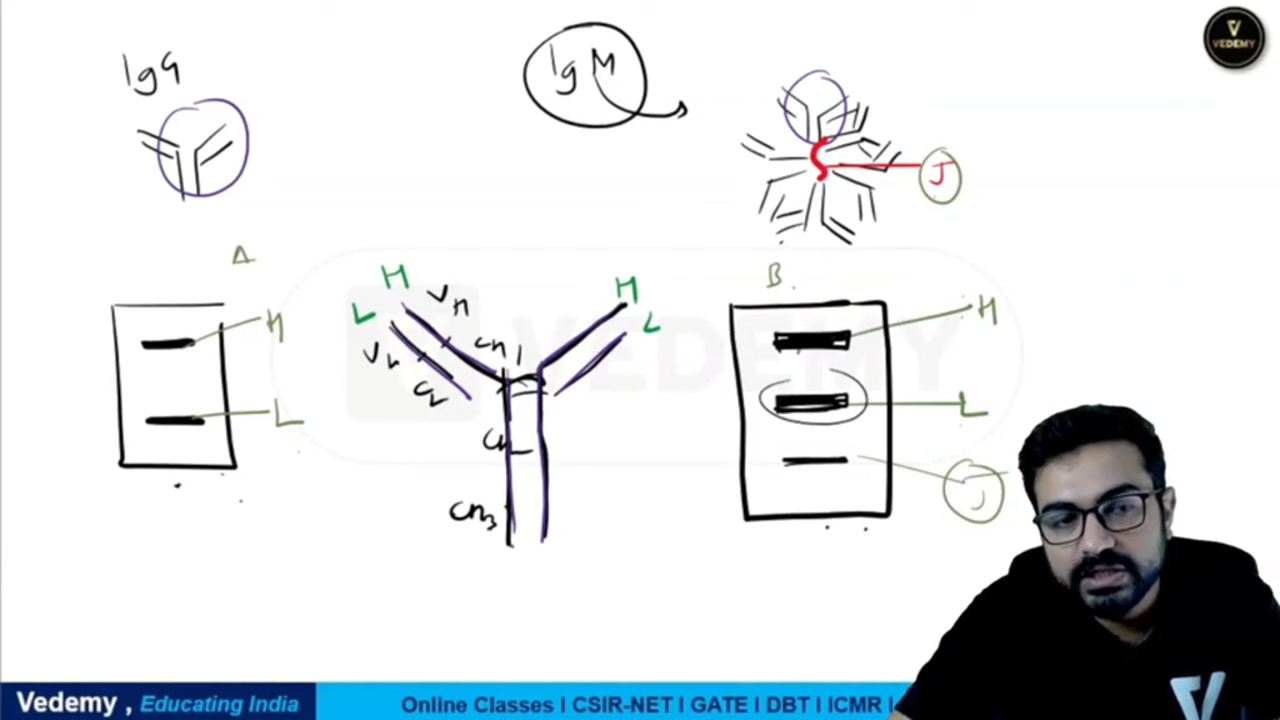 VEDEMY
IgG
IgM
J
A
H
L
H
L
VH
VL
CH1
CL
CH2
CH3
H
L
B.
H
L
J
VEDEMY
Vedemy , Educating India
Online Classes I CSIR-NET I GATE I DBT I ICMR I